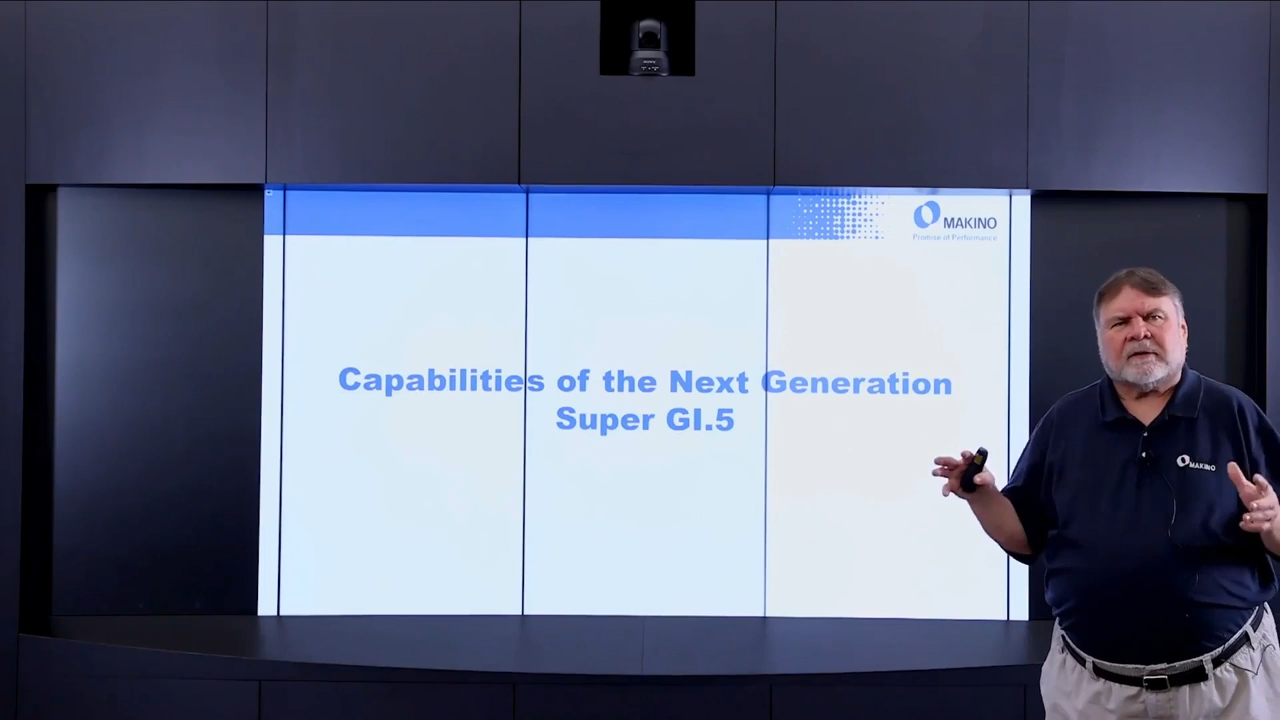 MAKINO
Promise of Performance
Capabilities of the Next Generation
Super GI.5
MAKINO